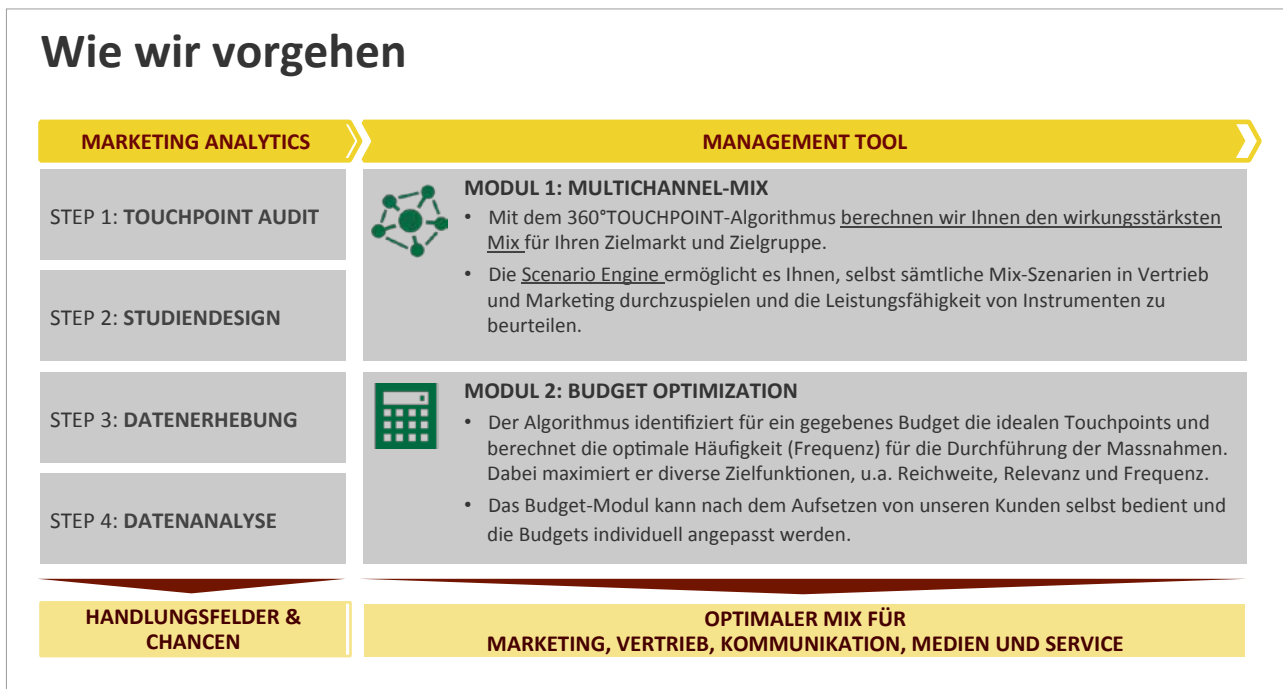 Wie wir vorgehen
MARKETING ANALYTICS
STEP 1: TOUCHPOINT AUDIT
STEP 2: STUDIENDESIGN
STEP 3: DATENERHEBUNG
STEP 4: DATENANALYSE
HANDLUNGSFELDER &
CHANCEN
MANAGEMENT TOOL
MODUL 1: MULTICHANNEL-MIX
• Mit dem 360°TOUCHPOINT-Algorithmus berechnen wir Ihnen den wirkungsstärksten
Mix für Ihren Zielmarkt und Zielgruppe.
• Die Scenario Engine ermöglicht es Ihnen, selbst sämtliche Mix-Szenarien in Vertrieb
und Marketing durchzuspielen und die Leistungsfähigkeit von Instrumenten zu
beurteilen.
MODUL 2: BUDGET OPTIMIZATION
• Der Algorithmus identifiziert für ein gegebenes Budget die idealen Touchpoints und
berechnet die optimale Häufigkeit (Frequenz) für die Durchführung der Massnahmen.
Dabei maximiert er diverse Zielfunktionen, u.a. Reichweite, Relevanz und Frequenz.
• Das Budget-Modul kann nach dem Aufsetzen von unseren Kunden selbst bedient und
die Budgets individuell angepasst werden.
OPTIMALER MIX FÜR
MARKETING, VERTRIEB, KOMMUNIKATION, MEDIEN UND SERVICE